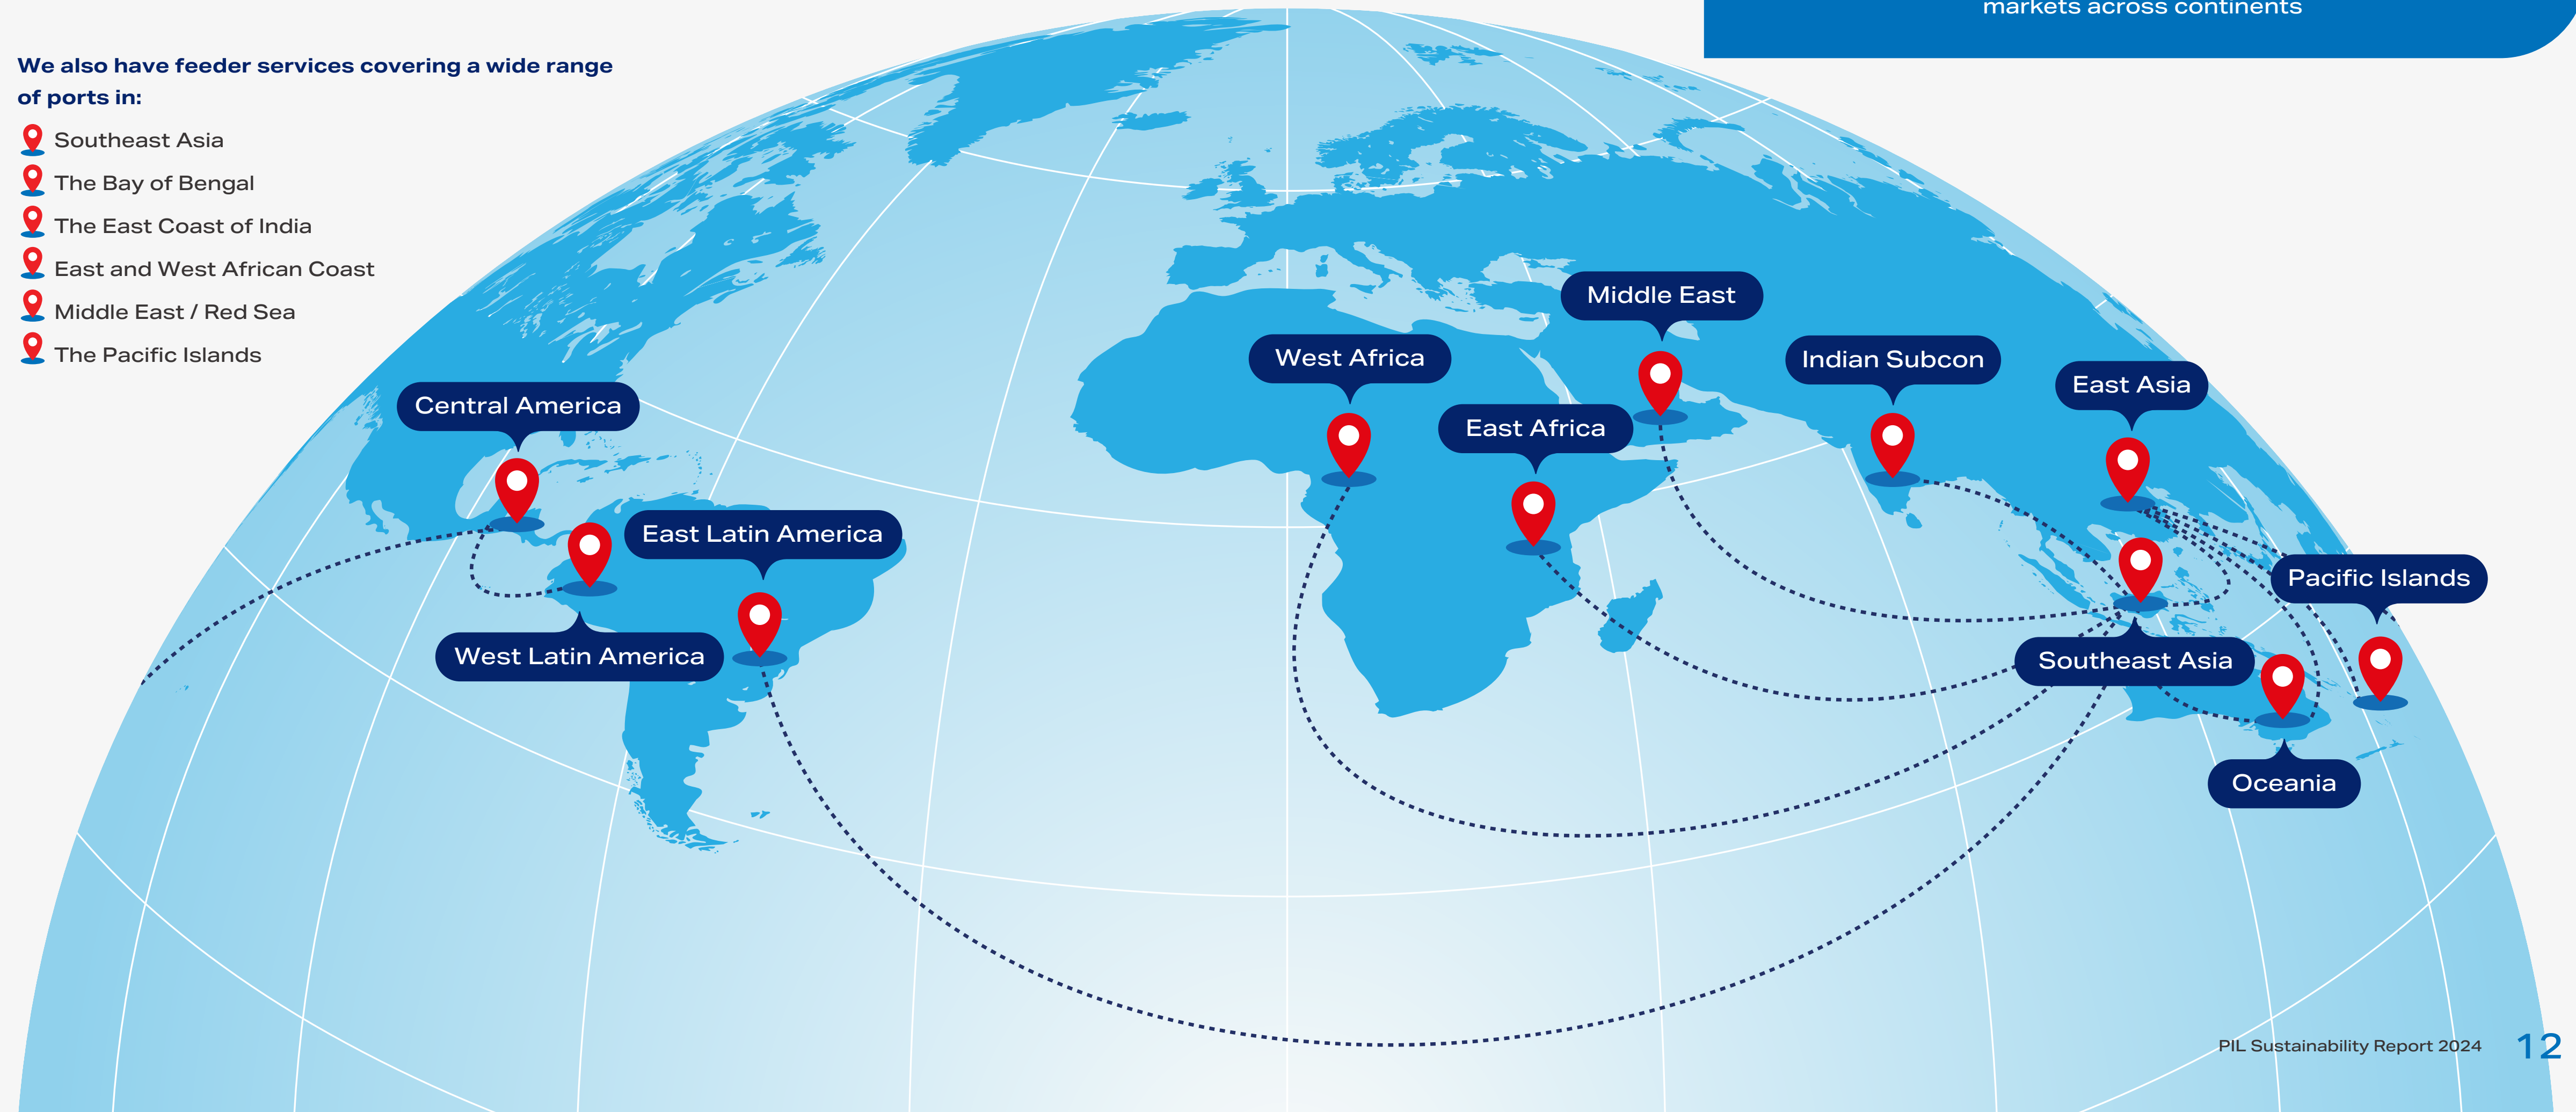 markets across continents
We also have feeder services covering a wide range
of ports in:
Southeast Asia
The Bay of Bengal
The East Coast of India
East and West African Coast
Middle East / Red Sea
The Pacific Islands
Middle East
West Africa
Indian Subcon
East Asia
Central America
East Africa
East Latin America
Pacific Islands
West Latin America
Southeast Asia
Oceania
PIL Sustainability Report 2024
12